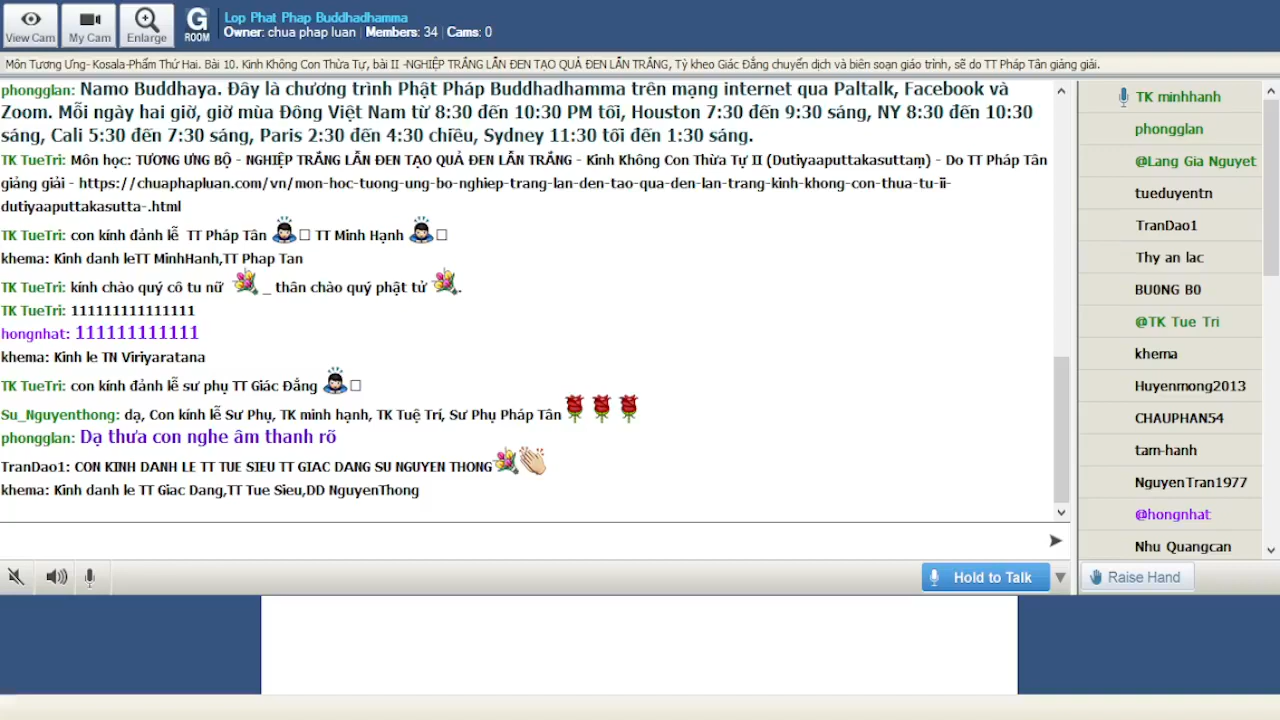 View Cam
My Cam
Enlarge
G
ROOM
Lop Phat Phap Buddhadhamma
Owner: chua phap luan | Members: 34 | Cams: 0
Môn Tương Ưng- Kosala-Phẩm Thứ Hai. Bài 10. Kinh Không Con Thừa Tự, bài II -NGHIỆP TRẮNG LẪN ĐEN TẠO QUẢ ĐEN LẪN TRẮNG, Tỳ kheo Giác Đẳng chuyển dịch và biên soạn giáo trình, sẽ do TT Pháp Tân giảng giải.
phongglan: Namo Buddhaya. Đây là chương trình Phật Pháp Buddhadhamma trên mạng internet qua Paltalk, Facebook và
Zoom. Mỗi ngày hai giờ, giờ mùa Đông Việt Nam từ 8:30 đến 10:30 PM tối, Houston 7:30 đến 9:30 sáng, NY 8:30 đến 10:30
sáng, Cali 5:30 đến 7:30 sáng, Paris 2:30 đến 4:30 chiều, Sydney 11:30 tối đến 1:30 sáng.
TK TueTri: Môn học: TƯƠNG ƯNG BỘ - NGHIỆP TRẮNG LẪN ĐEN TẠO QUẢ ĐEN LẪN TRẮNG - Kinh Không Con Thừa Tự II (Dutiyaaputtakasuttaṃ) - Do TT Pháp Tân
giảng giải - https://chuaphapluan.com/vn/mon-hoc-tuong-ung-bo-nghiep-trang-lan-den-tao-qua-den-lan-trang-kinh-khong-con-thua-tu-ii-
dutiyaaputtakasutta-.html
TK TueTri: con kính đảnh lễ TT Pháp Tân TT Minh Hạnh
khema: Kinh danh leTT MinhHanh,TT Phap Tan
TK TueTri: kính chào quý cô tu nữ _ thân chào quý phật tử .
TK TueTri: 111111111111111
hongnhat: 111111111111
khema: Kinh le TN Viriyaratana
TK TueTri: con kính đảnh lễ sư phụ TT Giác Đẳng
Su_Nguyenthong: dạ, Con kính lễ Sư Phụ, TK minh hạnh, TK Tuệ Trí, Sư Phụ Pháp Tân
phongglan: Dạ thưa con nghe âm thanh rõ
TranDao1: CON KINH DANH LE TT TUE SIEU TT GIAC DANG SU NGUYEN THONG
khema: Kinh danh le TT Giac Dang,TT Tue Sieu,DD NguyenThong
Hold to Talk
TK minhhanh
phongglan
@Lang Gia Nguyet
tueduyentn
TranDao1
Thy an lac
BU0NG B0
@TK Tue Tri
khema
Huyenmong2013
CHAUPHAN54
tam-hanh
NguyenTran1977
@hongnhat
Nhu Quangcan
Raise Hand